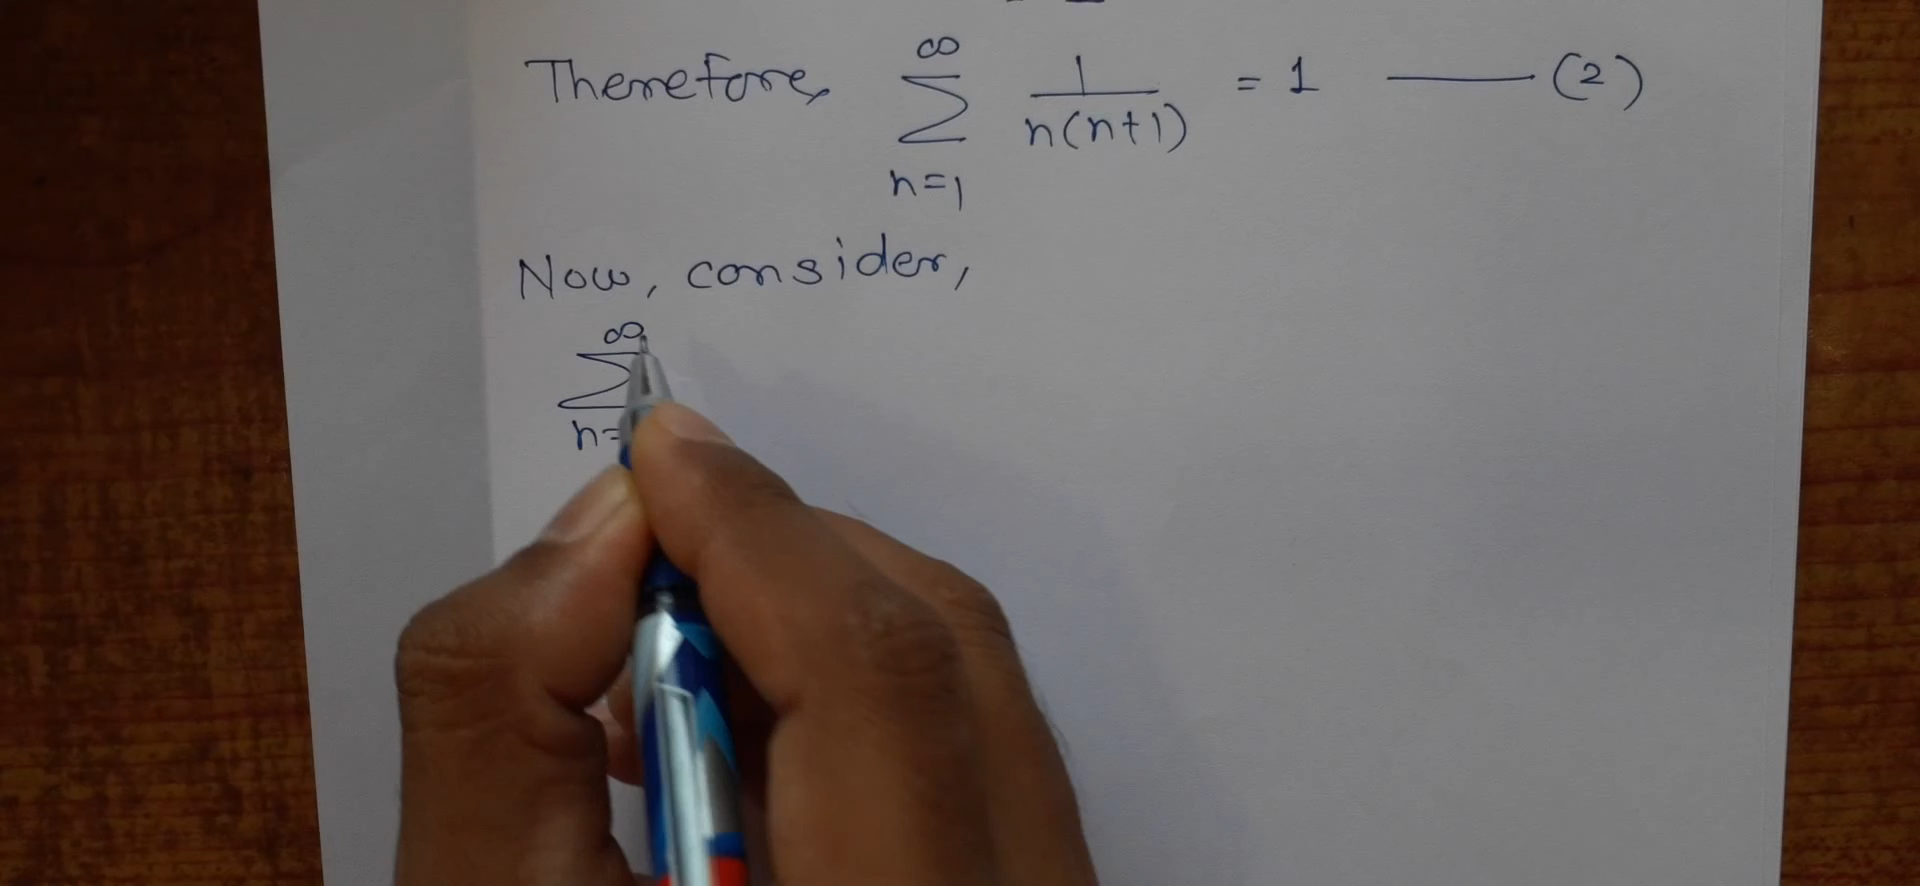 Therefore, ∞∑n=1 1/n(n+1) = 1 —— (2)
Now, consider,
∞∑n=